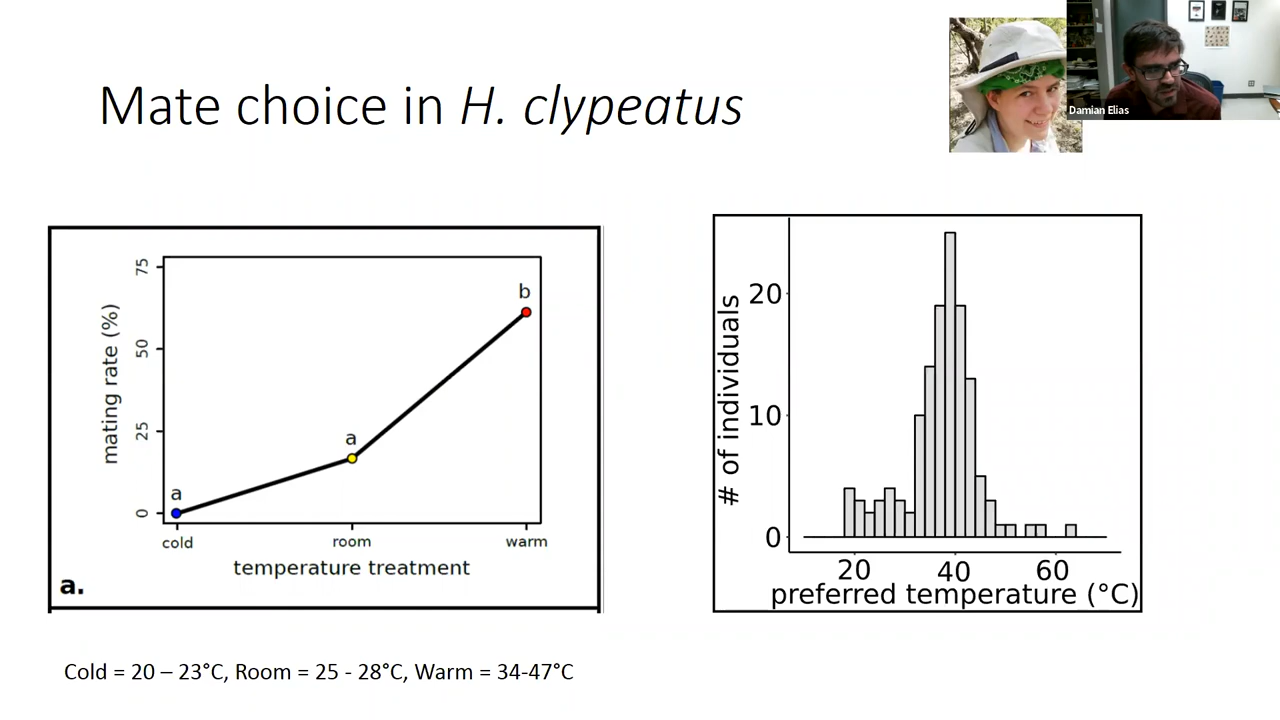 Mate choice in H. clypeatus
Damian Elias
mating rate (%)
75
50
25
0
a
a
b
cold room warm
temperature treatment
a.
# of individuals
20
10
0
20 40 60
preferred temperature (°C)
Cold = 20 – 23°C, Room = 25 - 28°C, Warm = 34-47°C